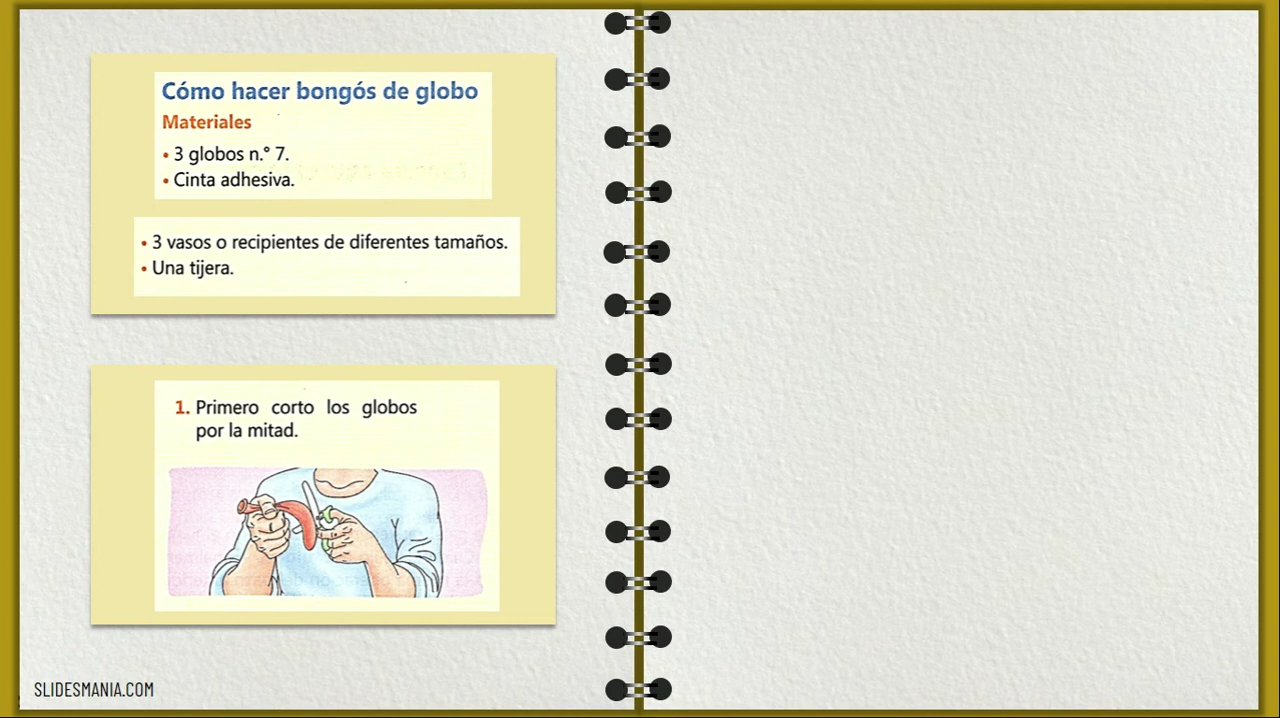 Cómo hacer bongós de globo
Materiales
• 3 globos n.° 7.
• Cinta adhesiva.
• 3 vasos o recipientes de diferentes tamaños.
• Una tijera.
1. Primero corto los globos
por la mitad.
SLIDESMANIA.COM